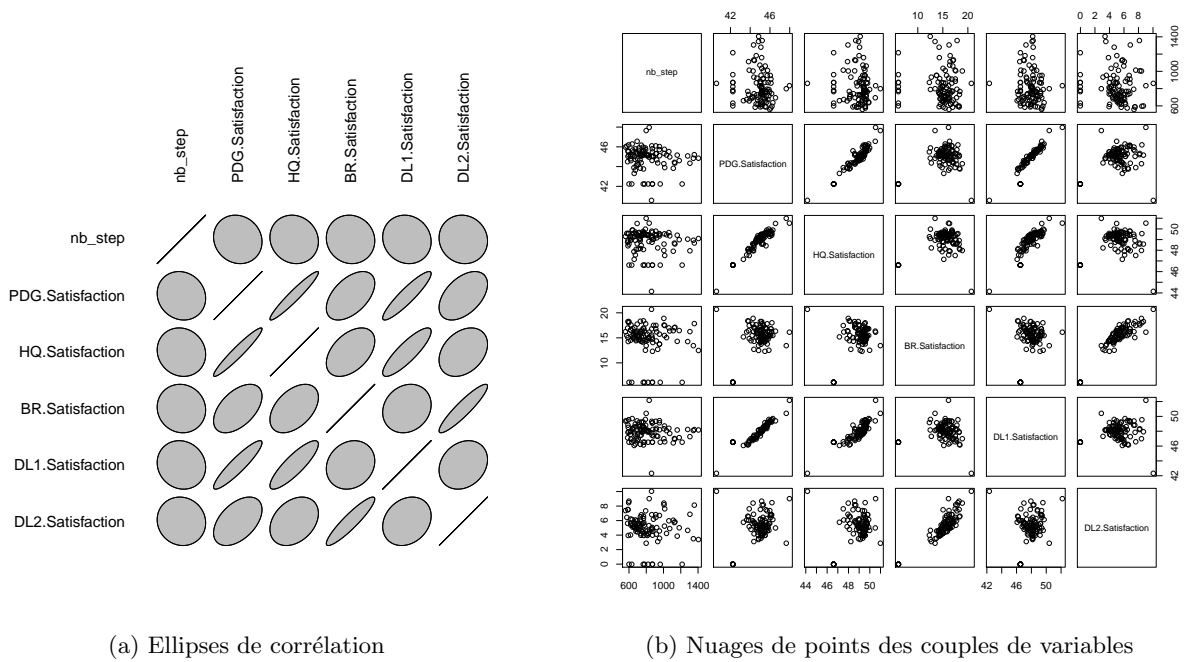 nb_step
PDG.Satisfaction
HQ.Satisfaction
BR.Satisfaction
DL1.Satisfaction
DL2.Satisfaction
nb_step
PDG.Satisfaction
HQ.Satisfaction
BR.Satisfaction
DL1.Satisfaction
DL2.Satisfaction
(a) Ellipses de corrélation
42 46
10 15 20
0 2 4 6 8
nb_step
600 800 1000 1400
42 46
PDG.Satisfaction
HQ.Satisfaction
44 46 48 50
10 15 20
BR.Satisfaction
DL1.Satisfaction
42 46 50
0 2 4 6 8
DL2.Satisfaction
600 1000 1400
44 46 48 50
42 46 50
(b) Nuages de points des couples de variables